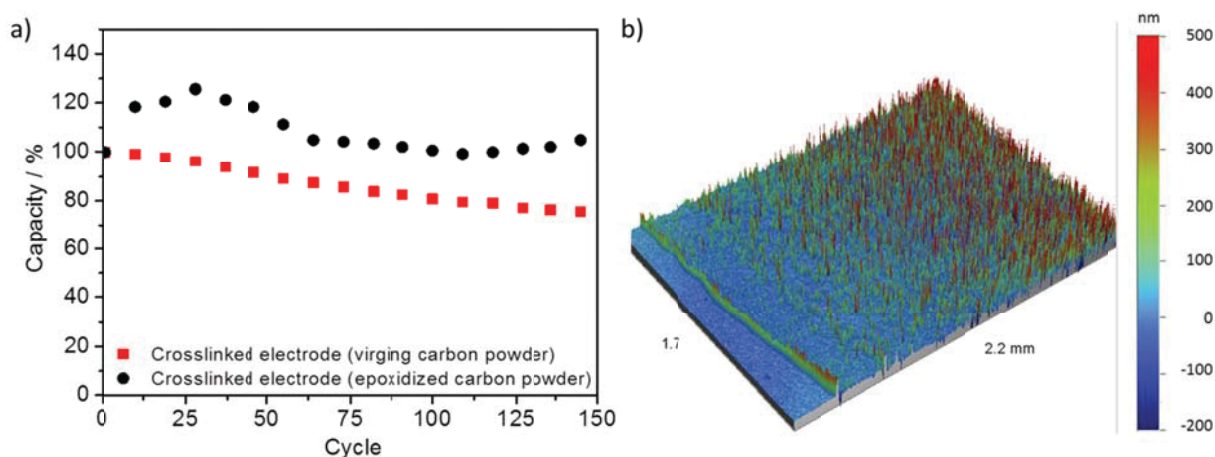 a)
140
120
100
80
60
40
20
0
Capacity / %
Crosslinked electrode (virging carbon powder)
Crosslinked electrode (epoxidized carbon powder)
0 25 50 75 100 125 150
Cycle
b)
1.7
2.2 mm
nm
500
400
300
200
100
0
-100
-200